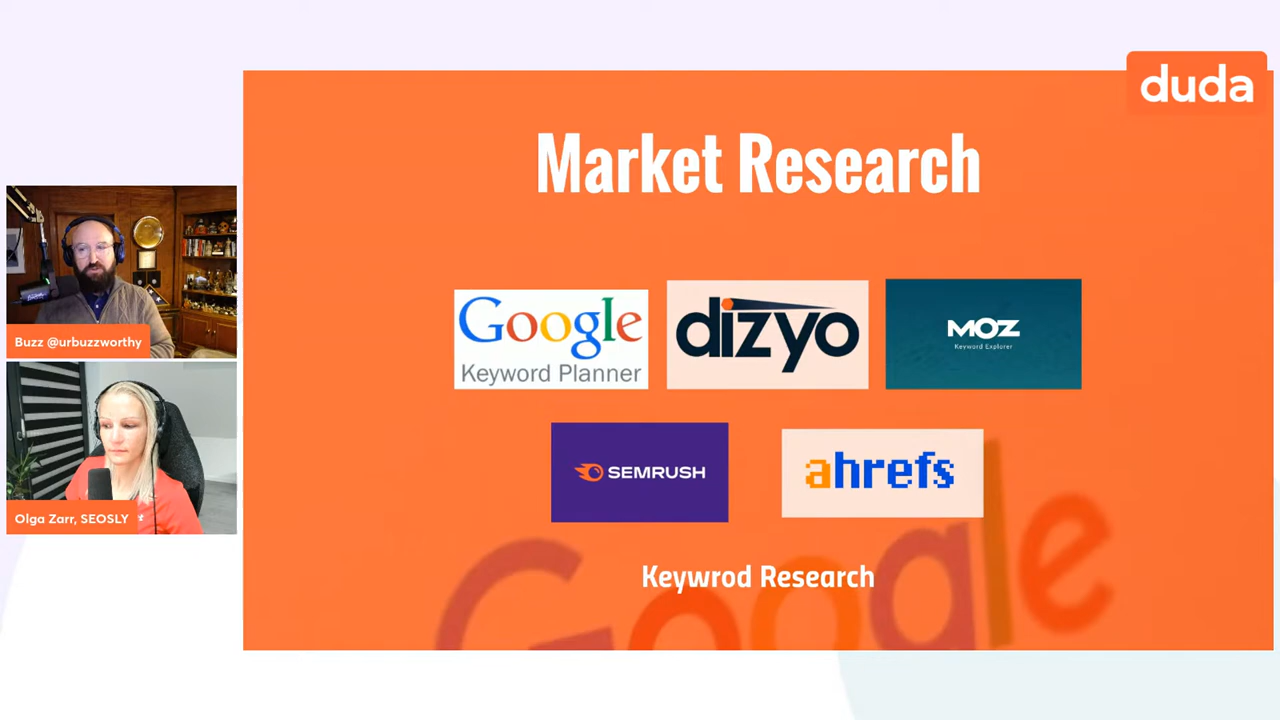 duda
Market Research
Google
Keyword Planner
dizyo
MOZ
Keyword Explorer
Buzz @urbuzzworthy
SEMRUSH
ahrefs
Olga Zarr, SEOSLY
Keywrod Research
Google